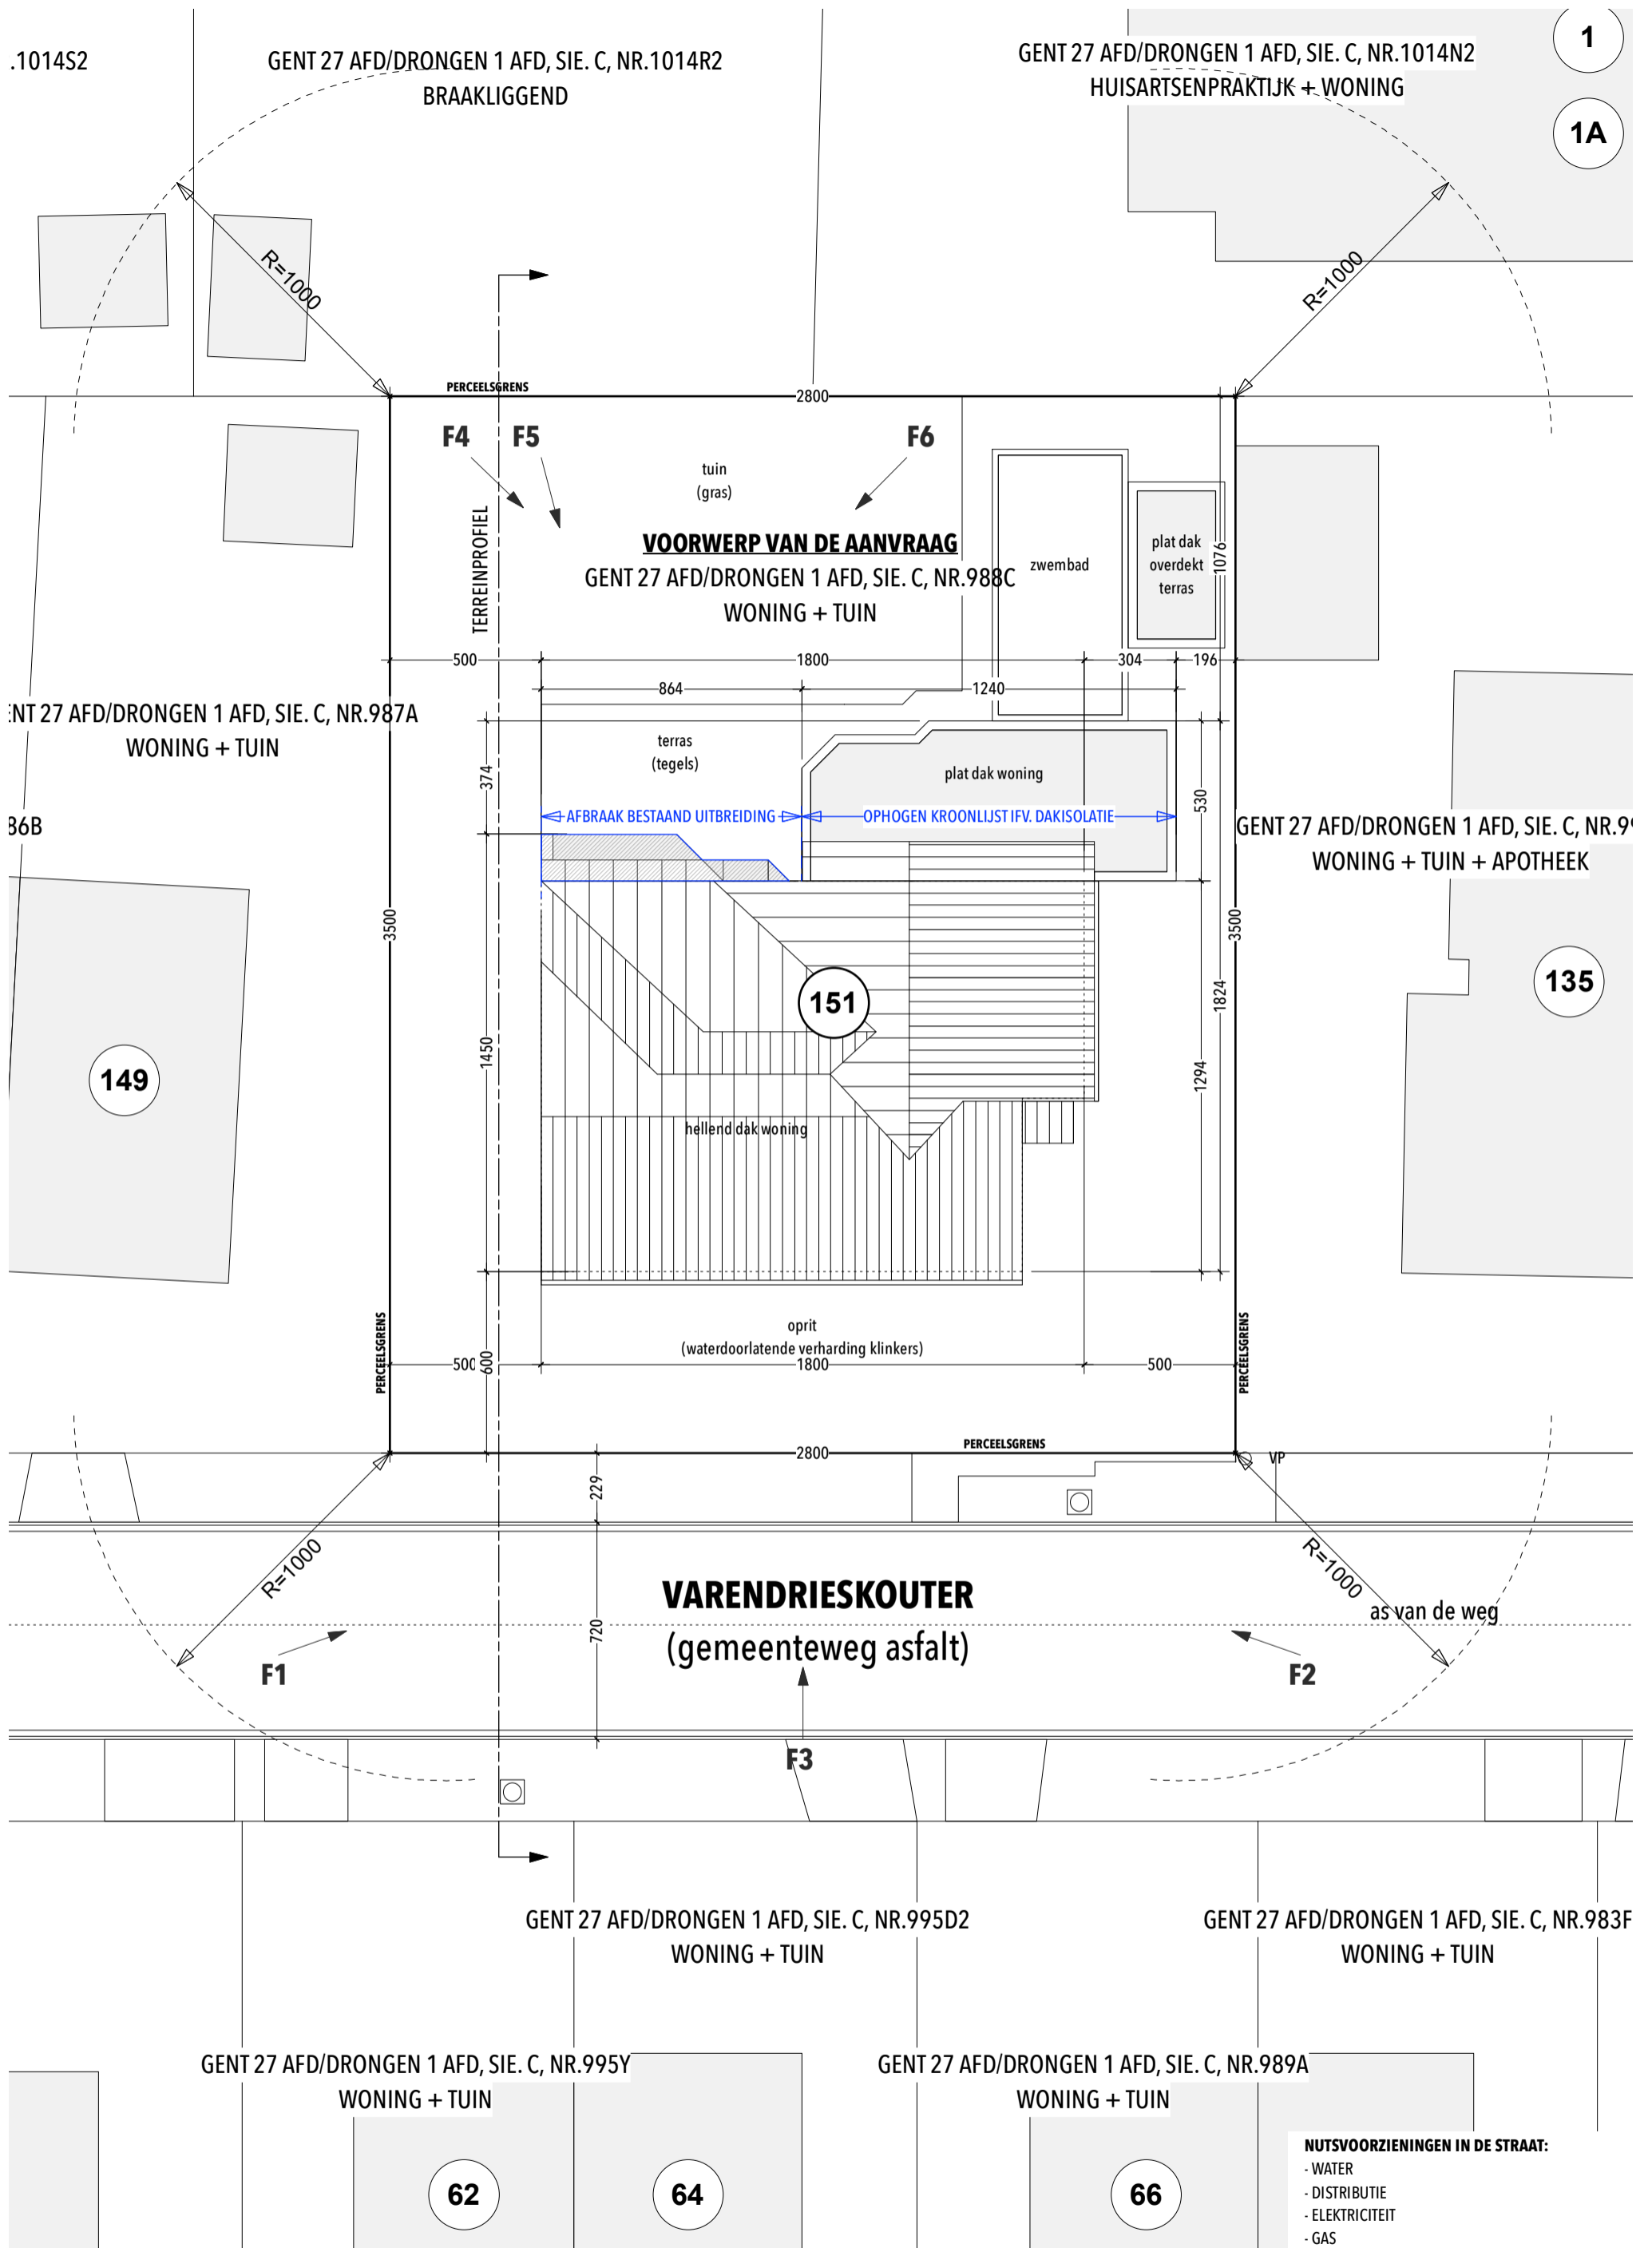 .1014S2
GENT 27 AFD/DRONGEN 1 AFD, SIE. C, NR.1014R2
BRAAKLIGGEND
GENT 27 AFD/DRONGEN 1 AFD, SIE. C, NR.1014N2
HUISARTSENPRAKTIJK + WONING
1
1A
R=1000
R=1000
PERCEELSGRENS
2800
F4
F5
F6
tuin
(gras)
TERREINPROFIEL
VOORWERP VAN DE AANVRAAG
GENT 27 AFD/DRONGEN 1 AFD, SIE. C, NR.988C
WONING + TUIN
zwembad
plat dak
overdekt
terras
1076
500
1800
304
196
864
1240
ENT 27 AFD/DRONGEN 1 AFD, SIE. C, NR.987A
WONING + TUIN
terras
(tegels)
374
plat dak woning
530
AFBRAAK BESTAAND UITBREIDING
OPHOGEN KROONLIJST IFV. DAKISOLATIE
86B
GENT 27 AFD/DRONGEN 1 AFD, SIE. C, NR.99
WONING + TUIN + APOTHEEK
3500
3500
151
1824
135
1450
1294
149
hellend dak woning
PERCEELSGRENS
PERCEELSGRENS
oprit
(waterdoorlatende verharding klinkers)
500
600
1800
500
PERCEELSGRENS
2800
VP
229
R=1000
R=1000
VARENDRIESKOUTER
(gemeenteweg asfalt)
720
as van de weg
F1
F2
F3
GENT 27 AFD/DRONGEN 1 AFD, SIE. C, NR.995D2
WONING + TUIN
GENT 27 AFD/DRONGEN 1 AFD, SIE. C, NR.983F
WONING + TUIN
GENT 27 AFD/DRONGEN 1 AFD, SIE. C, NR.995Y
WONING + TUIN
GENT 27 AFD/DRONGEN 1 AFD, SIE. C, NR.989A
WONING + TUIN
62
64
66
NUTSVOORZIENINGEN IN DE STRAAT:
- WATER
- DISTRIBUTIE
- ELEKTRICITEIT
- GAS